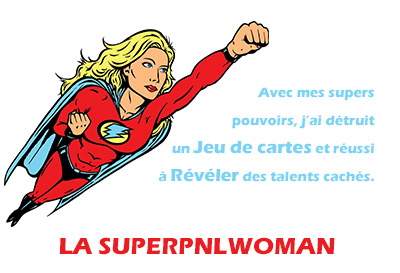 Avec mes supers
pouvoirs, j'ai détruit
un Jeu de cartes et réussi
à Révéler des talents cachés.
LA SUPERPNLWOMAN